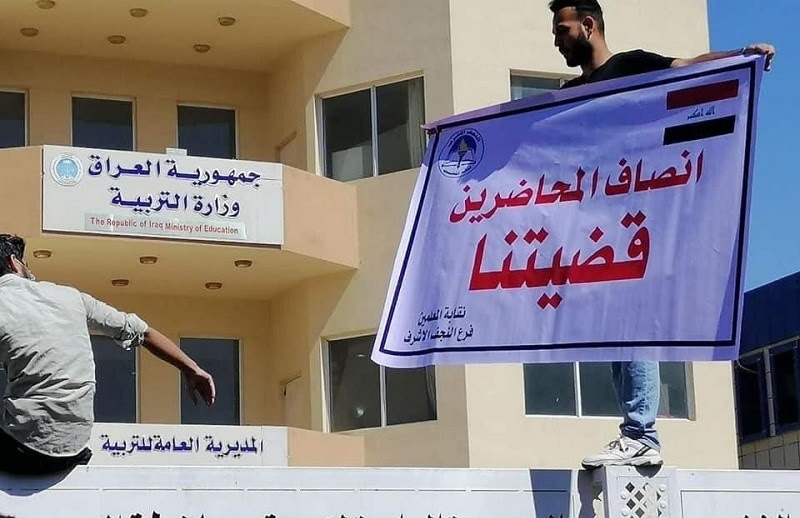 جمهورية العراق
وزارة التربية
The Republic of Iraq Ministry of Education
الله اكبر
انصاف المحاضرين
قضيتنا
نقابة المعلمين
فرع النجف الاشرف
المديرية العامة للتربية